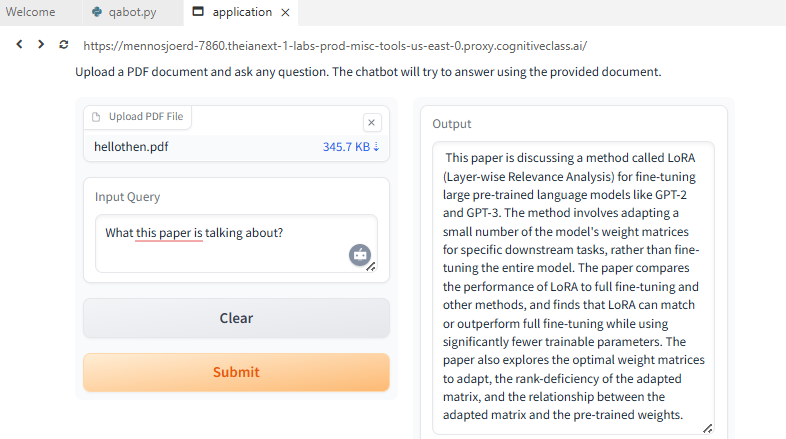 Welcome
qabot.py
application
https://mennosjoerd-7860.theianext-1-labs-prod-misc-tools-us-east-0.proxy.cognitiveclass.ai/
Upload a PDF document and ask any question. The chatbot will try to answer using the provided document.
Upload PDF File
hellothen.pdf
345.7 KB ↓
Input Query
What this paper is talking about?
Clear
Submit
Output
This paper is discussing a method called LoRA
(Layer-wise Relevance Analysis) for fine-tuning
large pre-trained language models like GPT-2
and GPT-3. The method involves adapting a
small number of the model's weight matrices
for specific downstream tasks, rather than fine-
tuning the entire model. The paper compares
the performance of LoRA to full fine-tuning and
other methods, and finds that LoRA can match
or outperform full fine-tuning while using
significantly fewer trainable parameters. The
paper also explores the optimal weight matrices
to adapt, the rank-deficiency of the adapted
matrix, and the relationship between the
adapted matrix and the pre-trained weights.